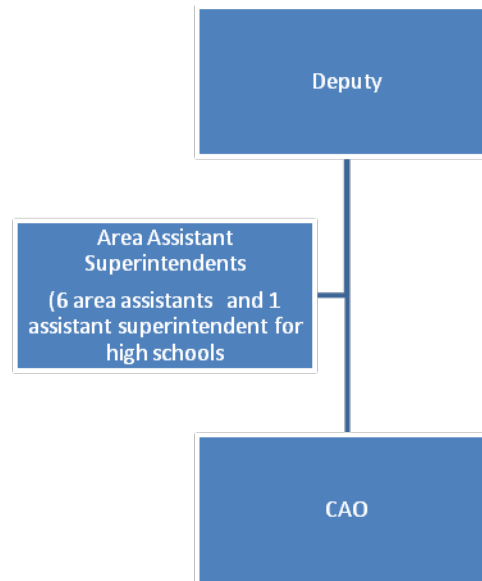 Deputy
Area Assistant
Superintendents
(6 area assistants and 1
assistant superintendent for
high schools
CAO